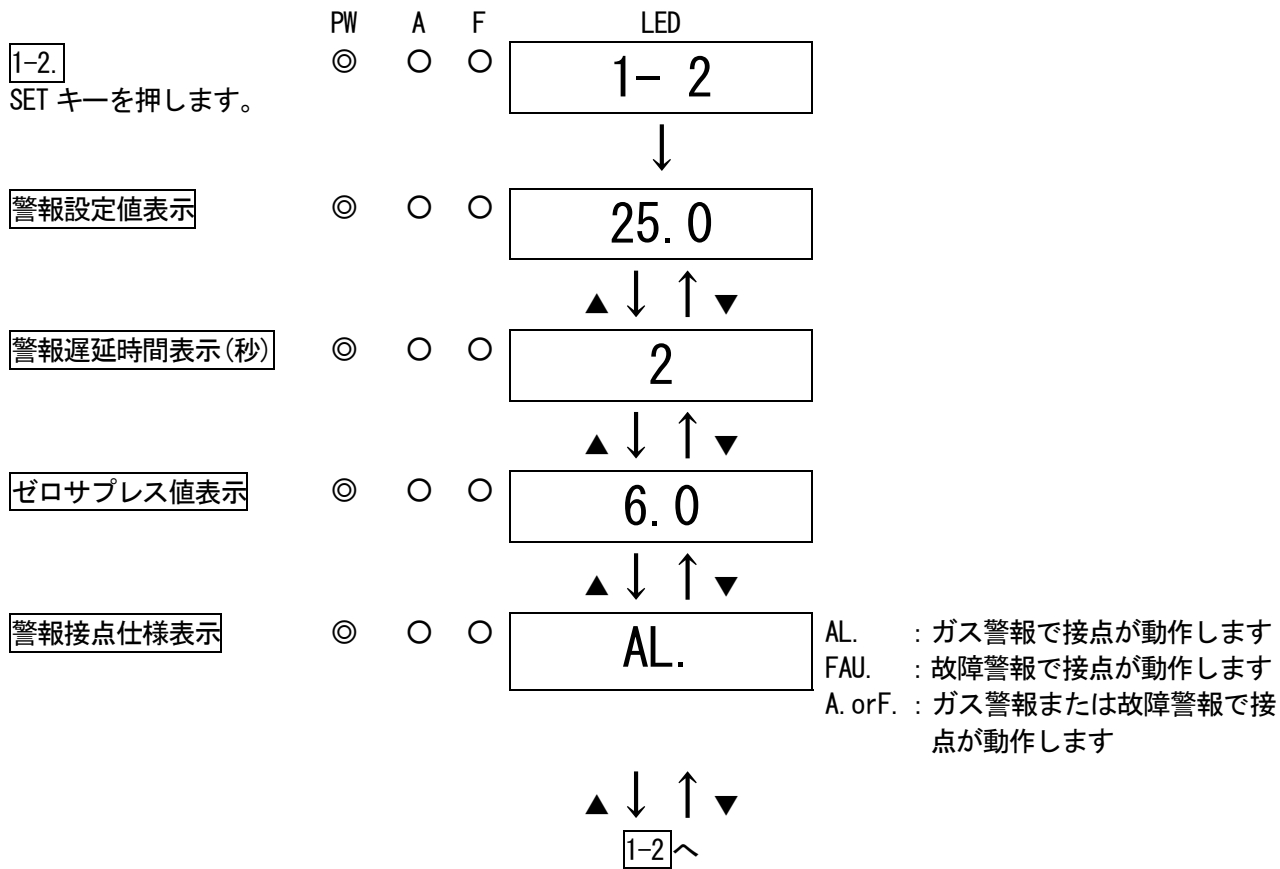 PW A F LED
1-2. ◎ ○ ○ 1- 2
SET キーを押します。
↓
警報設定値表示 ◎ ○ ○ 25.0
▲ ↓ ↑ ▼
警報遅延時間表示(秒) ◎ ○ ○ 2
▲ ↓ ↑ ▼
ゼロサプレス値表示 ◎ ○ ○ 6.0
▲ ↓ ↑ ▼
警報接点仕様表示 ◎ ○ ○ AL.
AL. : ガス警報で接点が動作します
FAU. : 故障警報で接点が動作します
A.orF. : ガス警報または故障警報で接
点が動作します
▲ ↓ ↑ ▼
1-2へ